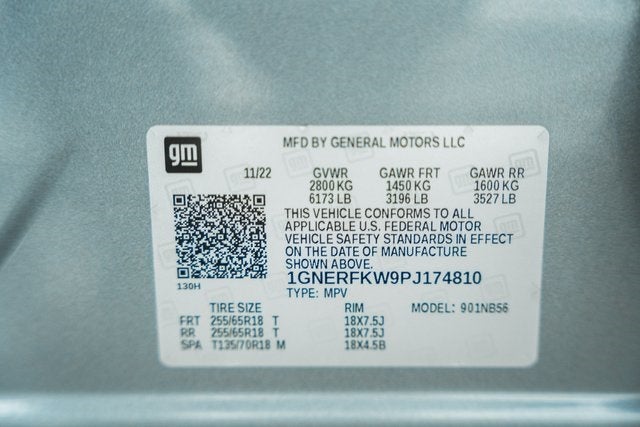 MFD BY GENERAL MOTORS LLC
gm
11/22 GVWR GAWR FRT GAWR RR
2800 KG 1450 KG 1600 KG
6173 LB 3196 LB 3527 LB
THIS VEHICLE CONFORMS TO ALL
APPLICABLE U.S. FEDERAL MOTOR
VEHICLE SAFETY STANDARDS IN EFFECT
ON THE DATE OF MANUFACTURE
SHOWN ABOVE.
130H
1GNERFKW9PJ174810
TYPE: MPV
TIRE SIZE RIM MODEL: 901NB56
FRT 255/65R18 T 18X7.5J
RR 255/65R18 T 18X7.5J
SPA T135/70R18 M 18X4.5B